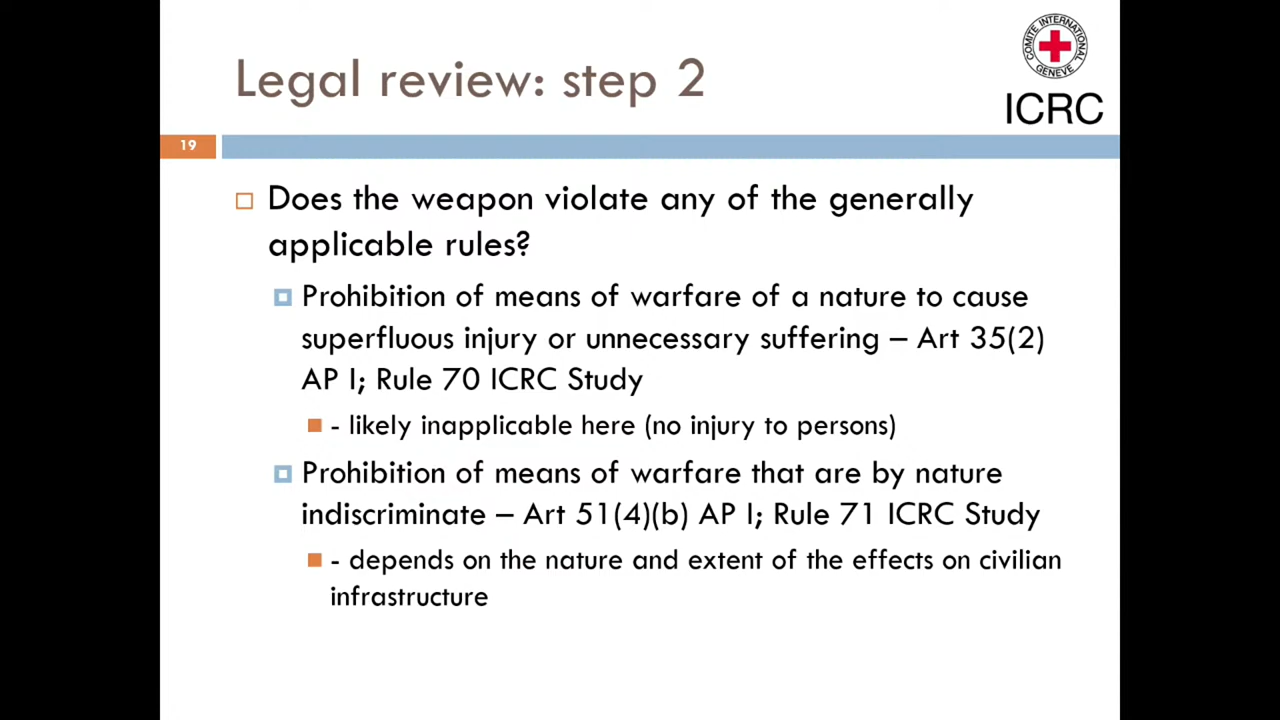 Legal review: step 2
COMITE INTERNATIONAL
GENEVE
ICRC
19
Does the weapon violate any of the generally
applicable rules?
Prohibition of means of warfare of a nature to cause
superfluous injury or unnecessary suffering – Art 35(2)
AP I; Rule 70 ICRC Study
- likely inapplicable here (no injury to persons)
Prohibition of means of warfare that are by nature
indiscriminate – Art 51(4)(b) AP I; Rule 71 ICRC Study
- depends on the nature and extent of the effects on civilian
infrastructure